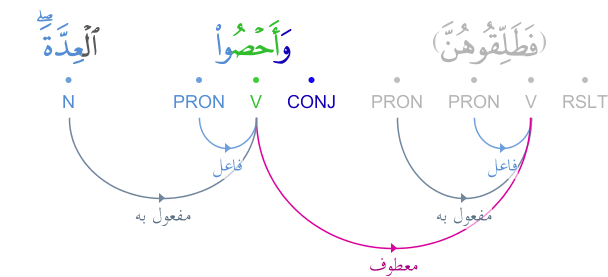 (فَطَلِّقُوهُنَّ) وَأَحْصُوا۟ ٱلْعِدَّةَ ۖ
RSLT V PRON PRON CONJ V PRON N
فاعل فاعل
مفعول به مفعول به
معطوف